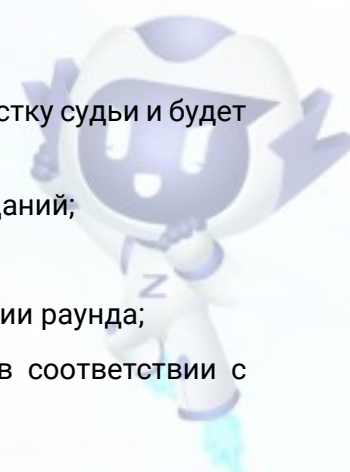 стку судьи и будет
даний;
ии раунда;
в соответствии с
Z